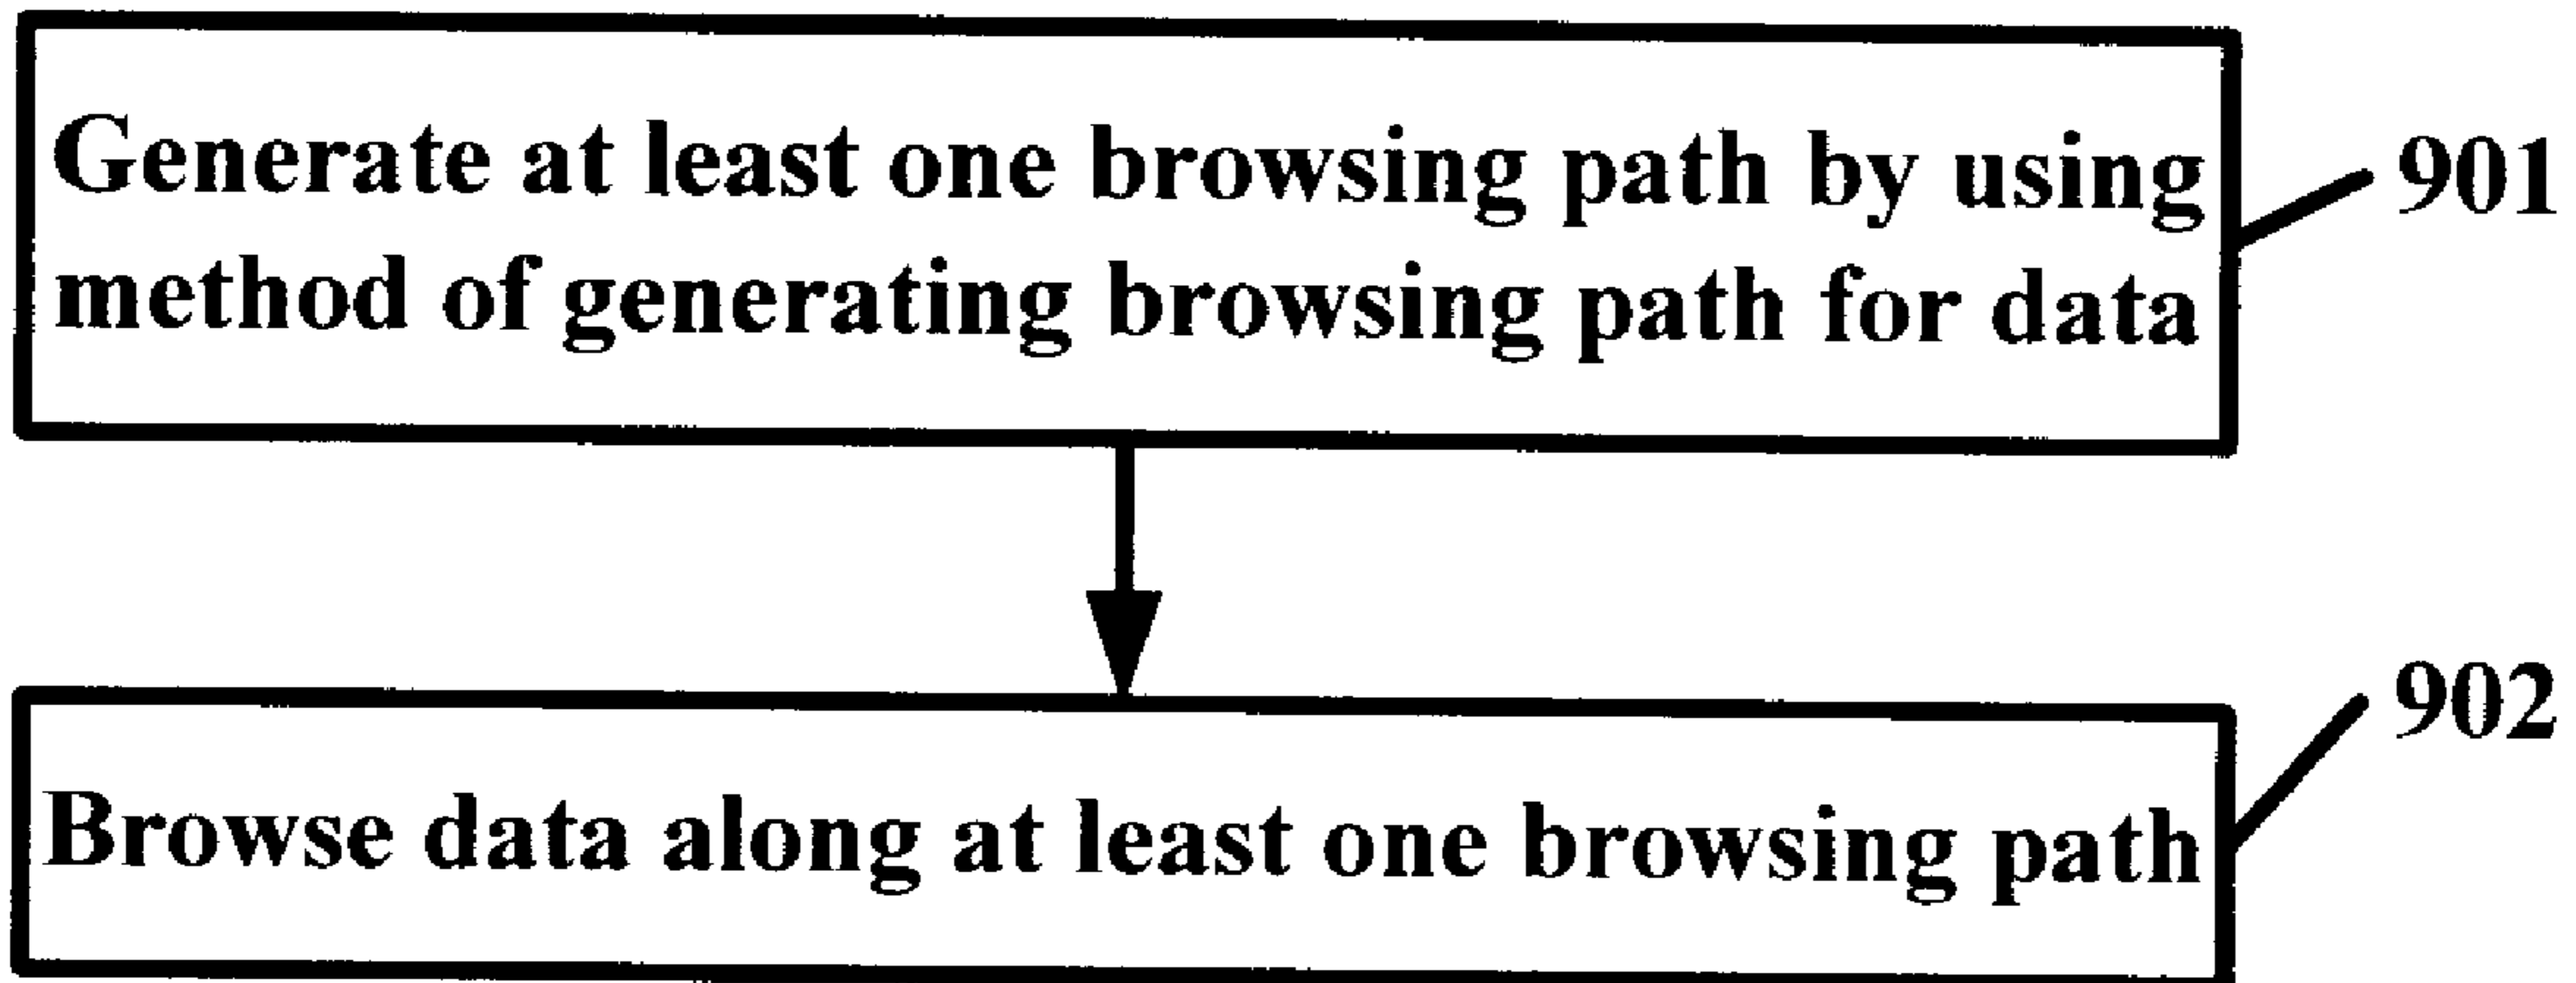 Generate at least one browsing path by using
method of generating browsing path for data
901
Browse data along at least one browsing path
902